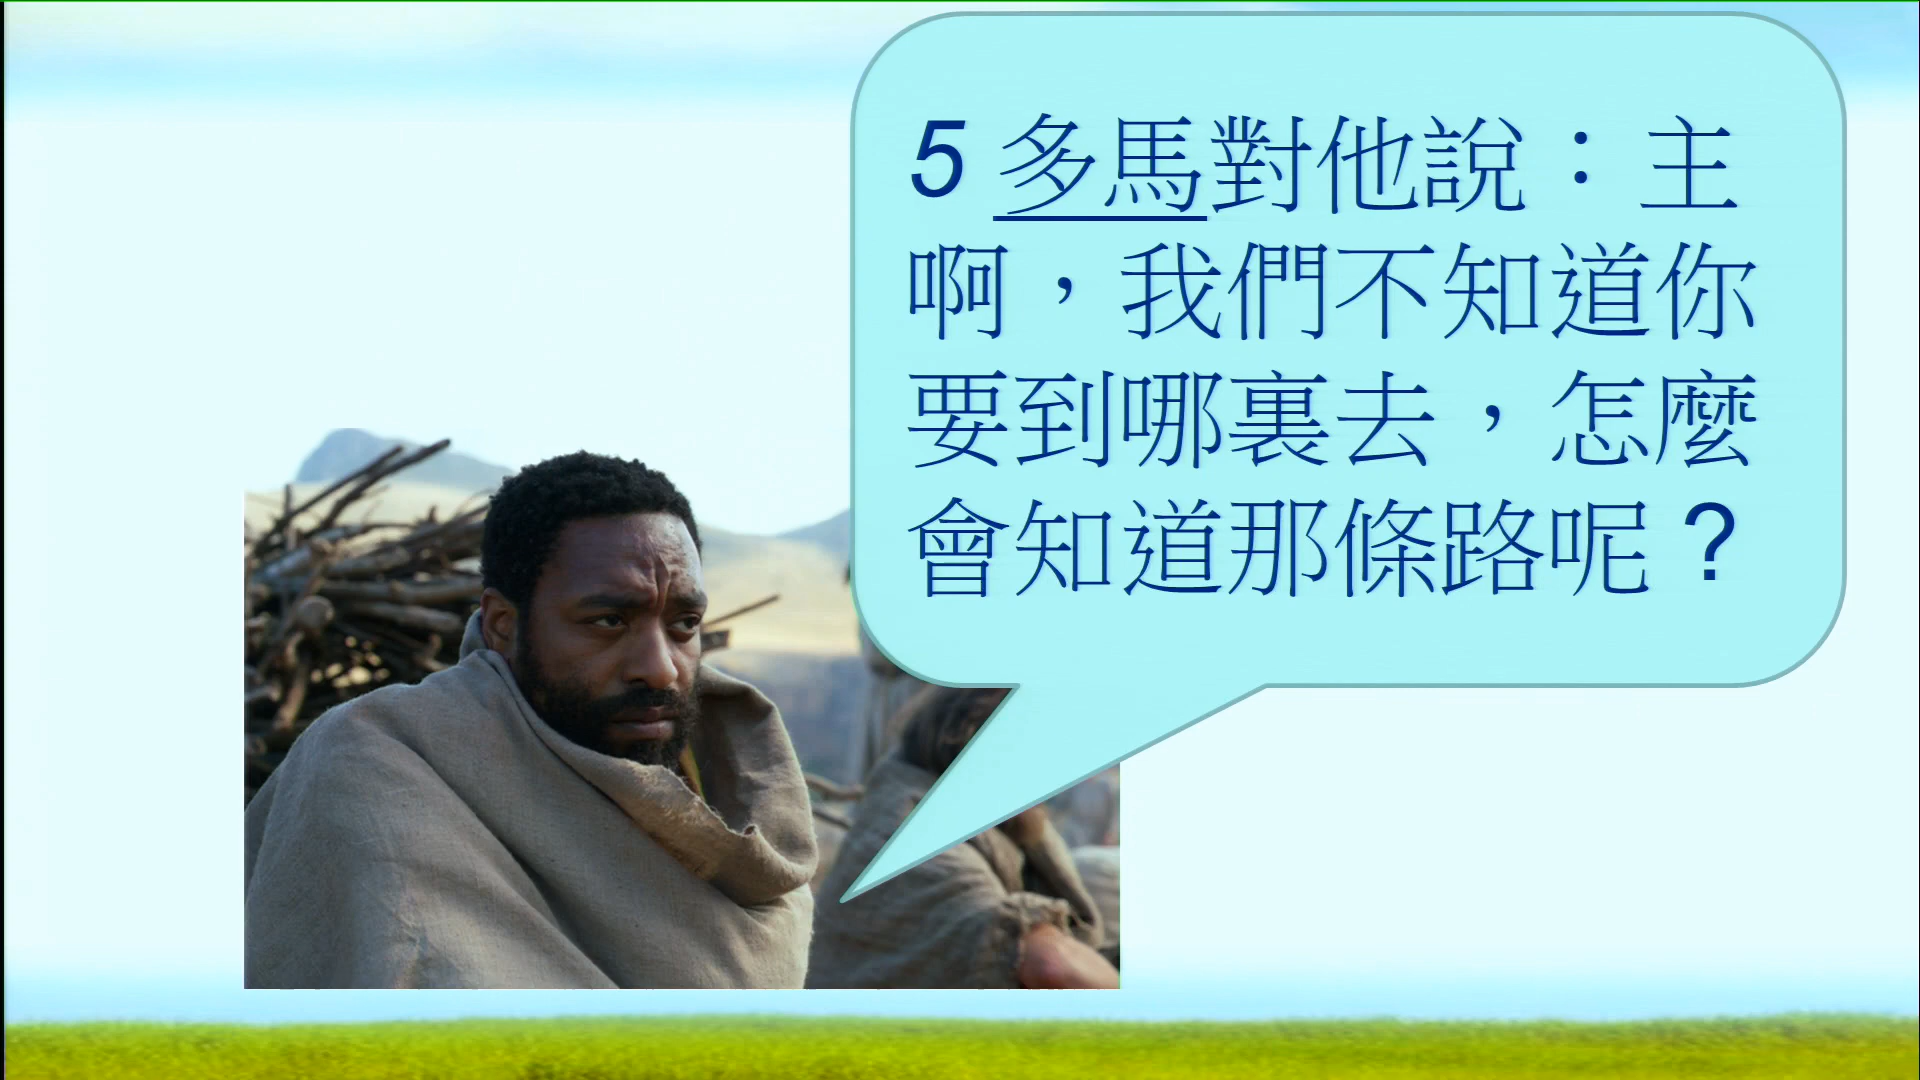 5 多馬對他說：主
啊，我們不知道你
要到哪裏去，怎麼
會知道那條路呢?